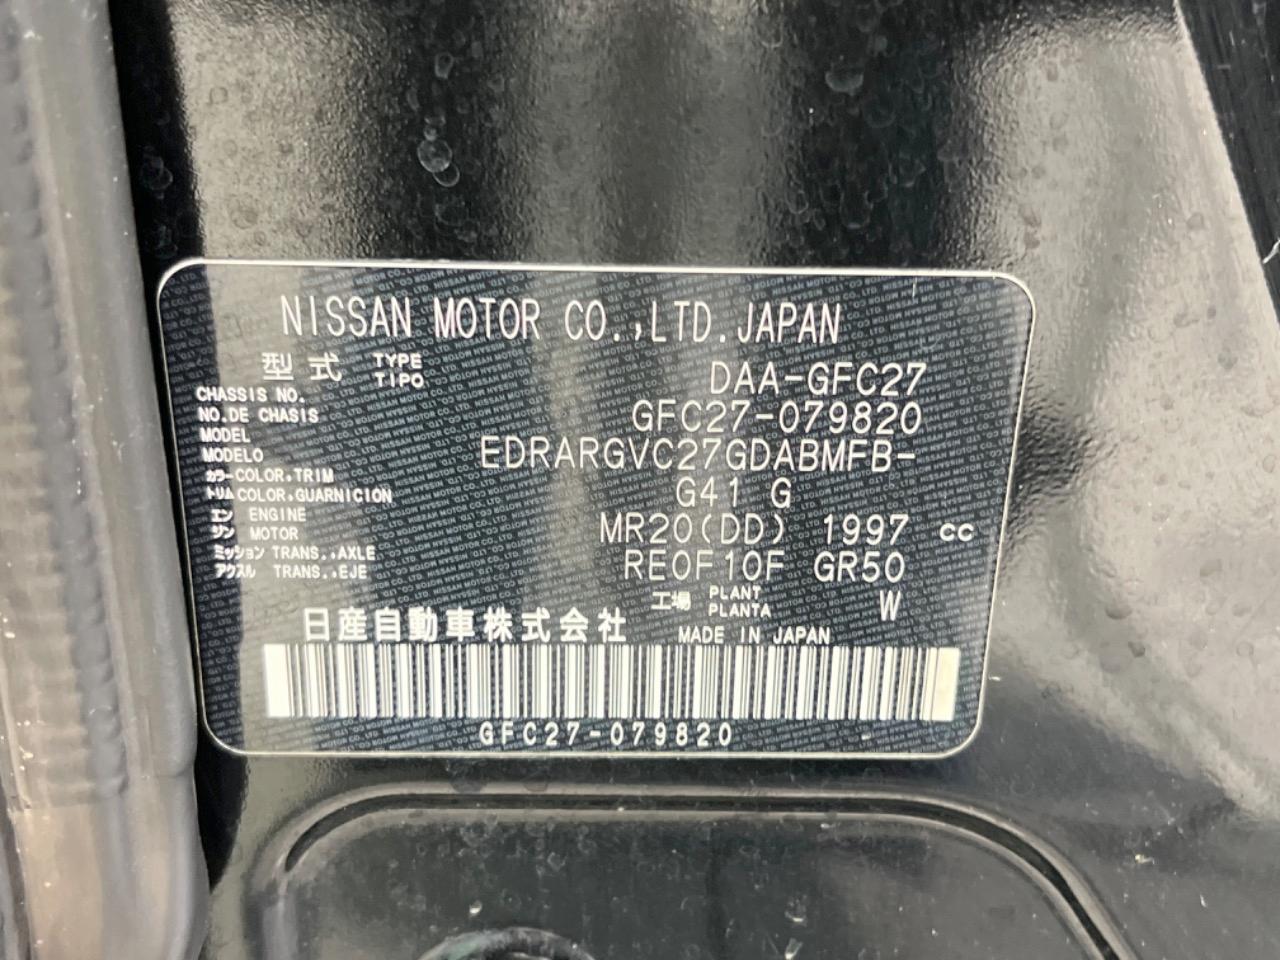 NISSAN MOTOR CO.,LTD.JAPAN
型式 TYPE TIPO DAA-GFC27
CHASSIS NO.
NO.DE CHASIS GFC27-079820
MODEL
MODELO EDRARGVC27GDABMFB-
カラー COLOR,TRIM
トリム COLOR,GUARNICION G41 G
エン ENGINE
ジン MOTOR MR20(DD) 1997 cc
ミッション TRANS.,AXLE
アクスル TRANS.,EJE RE0F10F GR50
工場 PLANT PLANTA W
日産自動車株式会社 MADE IN JAPAN
GFC27-079820